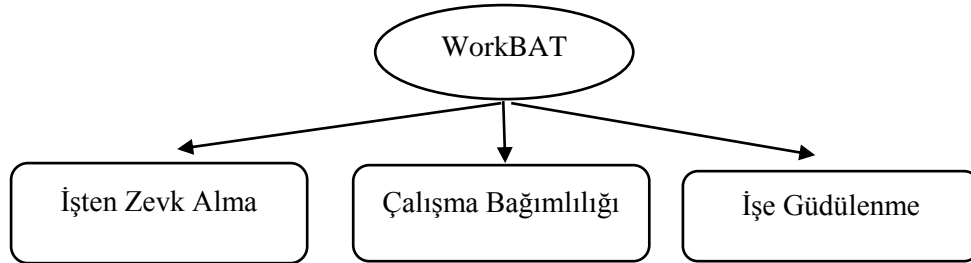 WorkBAT
İşten Zevk Alma
Çalışma Bağımlılığı
İşe Güdülenme